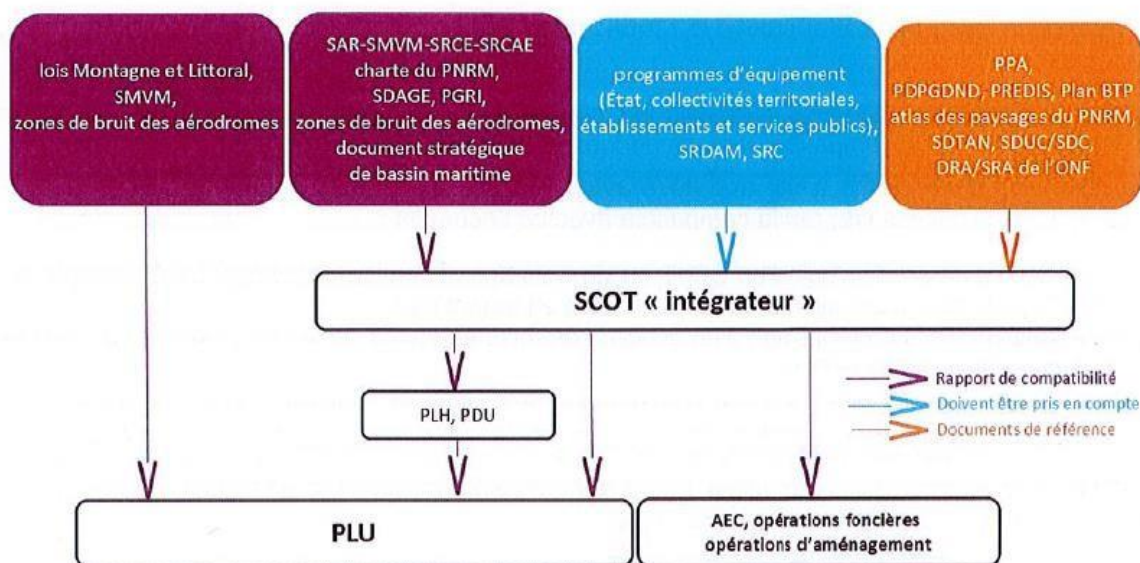 lois Montagne et Littoral,
SMVM,
zones de bruit des aérodromes
SAR-SMVM-SRCE-SRCAE
charte du PNRM,
SDAGE, PGRI,
zones de bruit des aérodromes,
document stratégique
de bassin maritime
programmes d'équipement
(État, collectivités territoriales,
établissements et services publics),
SRDAM, SRC
PPA,
PDPGDND, PREDIS, Plan BTP
atlas des paysages du PNRM,
SDTAN, SDUC/SDC,
DRA/SRA de l'ONF
SCOT « intégrateur »
PLH, PDU
Rapport de compatibilité
Doivent être pris en compte
Documents de référence
PLU
AEC, opérations foncières
opérations d'aménagement